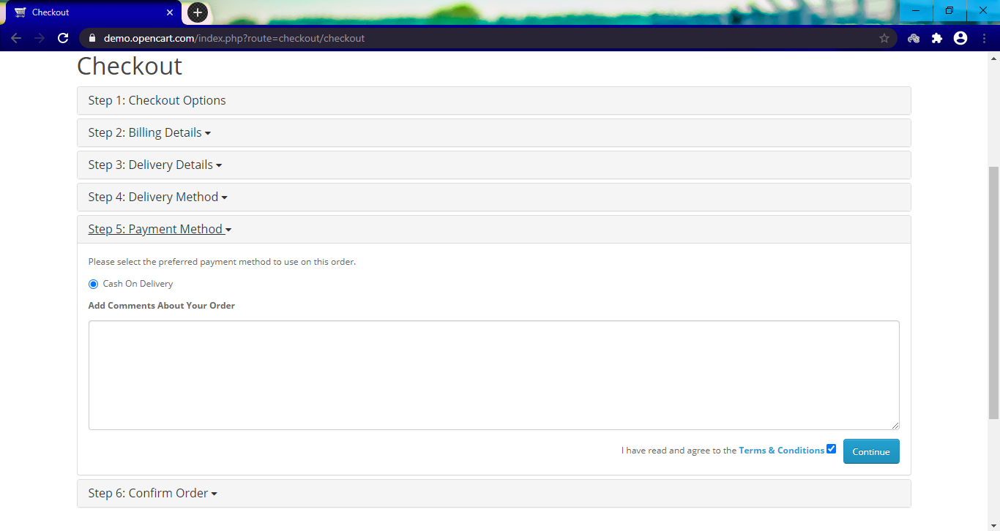 Checkout
demo.opencart.com/index.php?route=checkout/checkout
Checkout
Step 1: Checkout Options
Step 2: Billing Details
Step 3: Delivery Details
Step 4: Delivery Method
Step 5: Payment Method
Please select the preferred payment method to use on this order.
Cash On Delivery
Add Comments About Your Order
I have read and agree to the Terms & Conditions
Continue
Step 6: Confirm Order